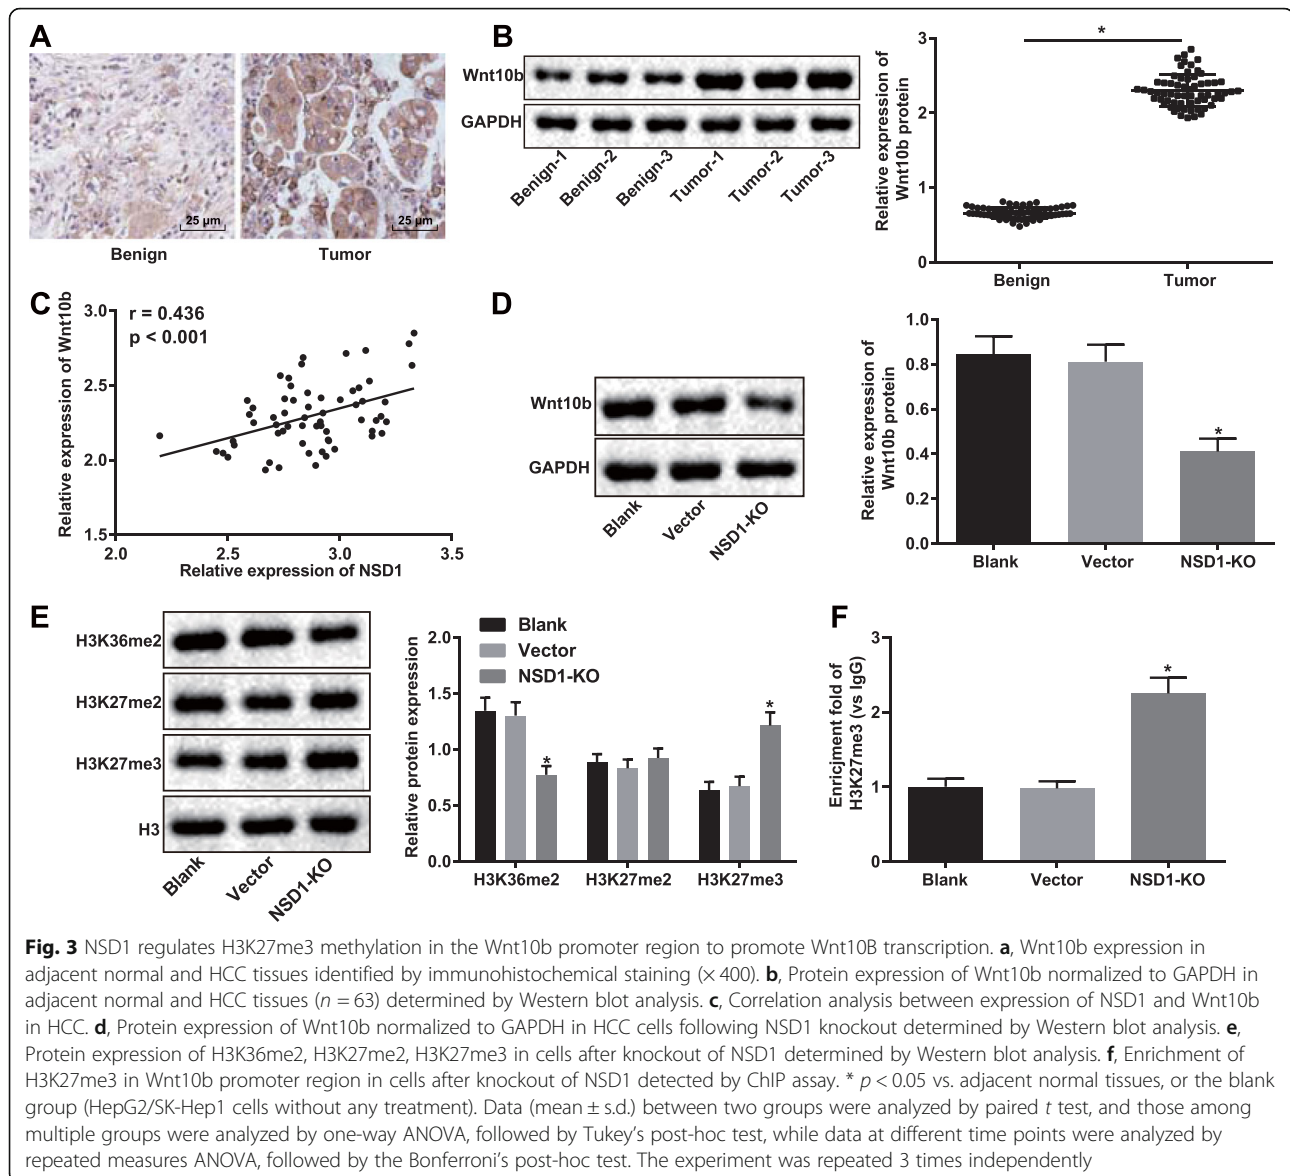 A
25 μm
25 μm
Benign
Tumor
B
Wnt10b
GAPDH
Benign-1
Benign-2
Benign-3
Tumor-1
Tumor-2
Tumor-3
Relative expression of
Wnt10b protein
3
2
1
0
*
Benign
Tumor
C
Relative expression of Wnt10b
3.0
2.5
2.0
1.5
r = 0.436
p < 0.001
2.0
2.5
3.0
3.5
Relative expression of NSD1
D
Wnt10b
GAPDH
Blank
Vector
NSD1-KO
Relative expression of
Wnt10b protein
1.0
0.8
0.6
0.4
0.2
0.0
*
Blank
Vector
NSD1-KO
E
H3K36me2
H3K27me2
H3K27me3
H3
Blank
Vector
NSD1-KO
Relative protein expression
2.0
1.5
1.0
0.5
0.0
Blank
Vector
NSD1-KO
*
*
H3K36me2
H3K27me2
H3K27me3
F
Enricjment fold of
H3K27me3 (vs IgG)
3
2
1
0
*
Blank
Vector
NSD1-KO
Fig. 3 NSD1 regulates H3K27me3 methylation in the Wnt10b promoter region to promote Wnt10B transcription. a, Wnt10b expression in
adjacent normal and HCC tissues identified by immunohistochemical staining (× 400). b, Protein expression of Wnt10b normalized to GAPDH in
adjacent normal and HCC tissues (n = 63) determined by Western blot analysis. c, Correlation analysis between expression of NSD1 and Wnt10b
in HCC. d, Protein expression of Wnt10b normalized to GAPDH in HCC cells following NSD1 knockout determined by Western blot analysis. e,
Protein expression of H3K36me2, H3K27me2, H3K27me3 in cells after knockout of NSD1 determined by Western blot analysis. f, Enrichment of
H3K27me3 in Wnt10b promoter region in cells after knockout of NSD1 detected by ChIP assay. * p < 0.05 vs. adjacent normal tissues, or the blank
group (HepG2/SK-Hep1 cells without any treatment). Data (mean ± s.d.) between two groups were analyzed by paired t test, and those among
multiple groups were analyzed by one-way ANOVA, followed by Tukey's post-hoc test, while data at different time points were analyzed by
repeated measures ANOVA, followed by the Bonferroni's post-hoc test. The experiment was repeated 3 times independently